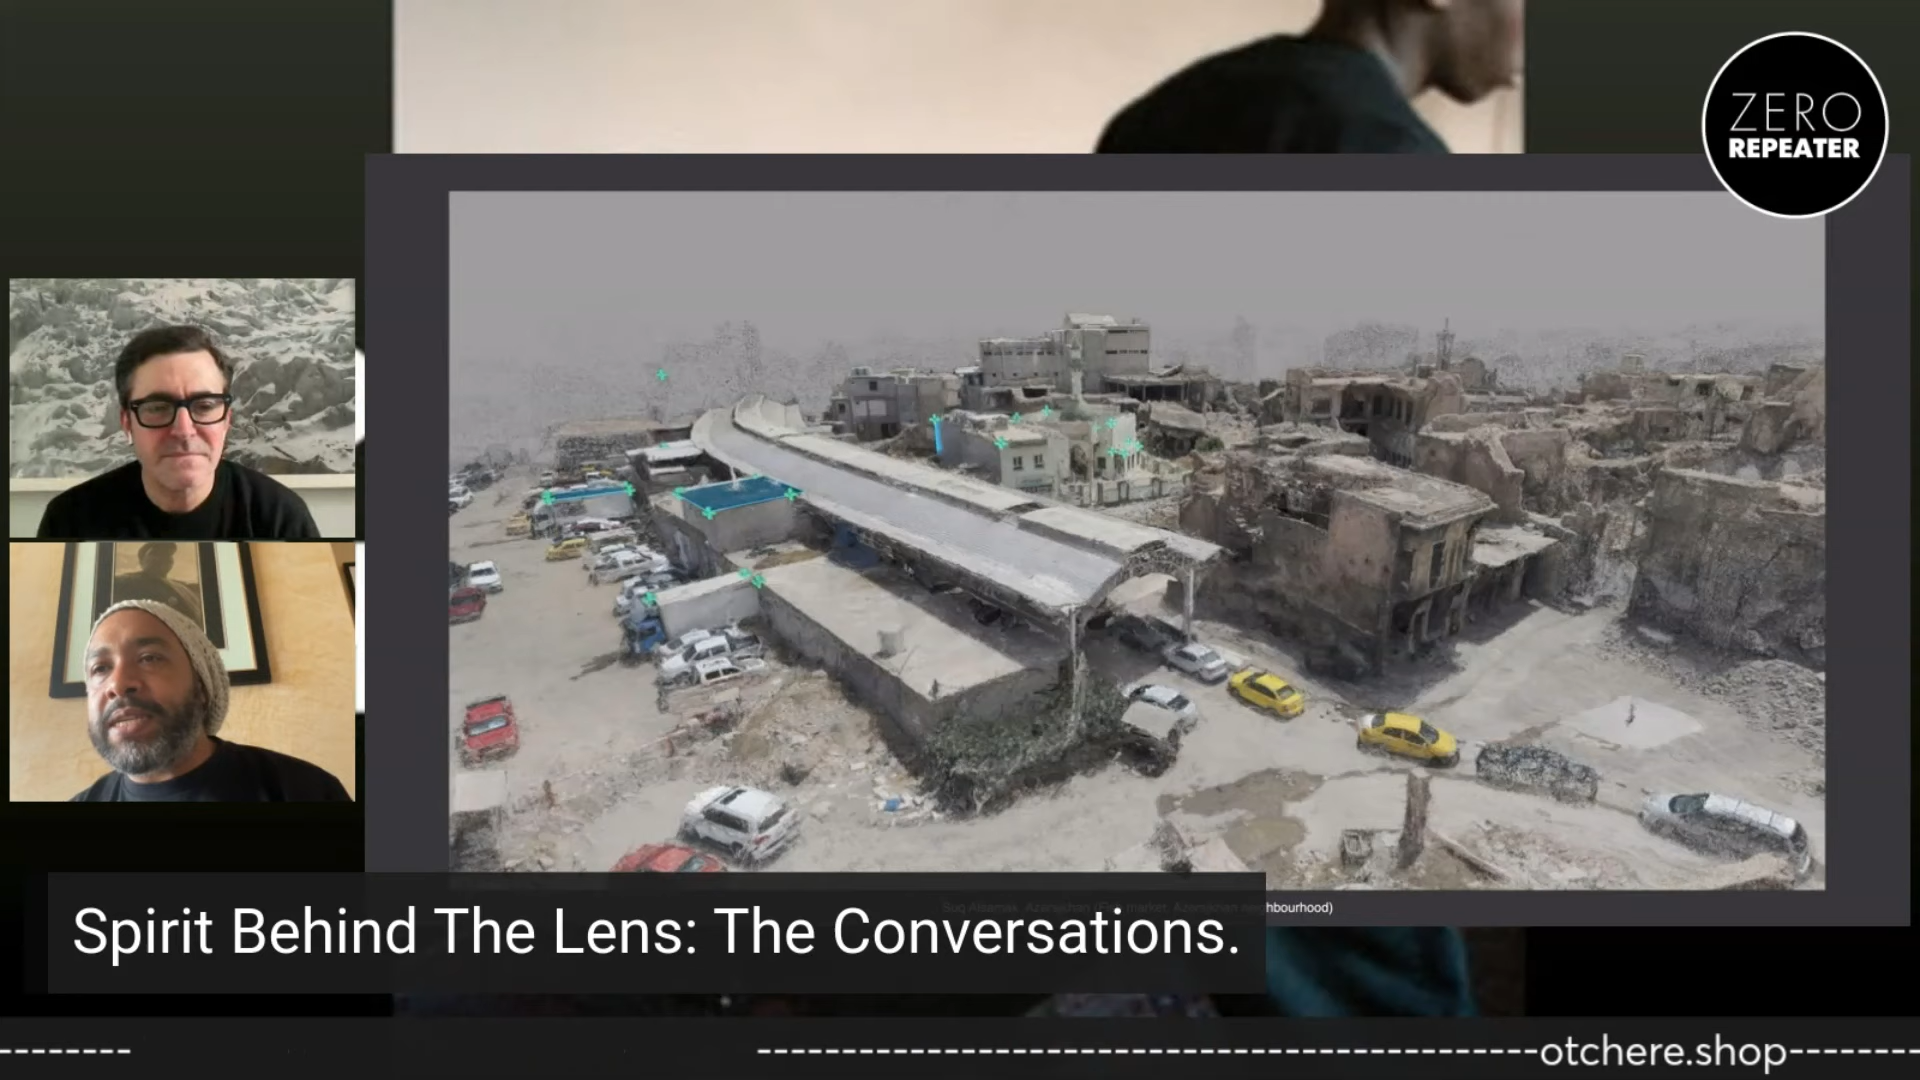 ZERO
REPEATER
hbourhood)
Spirit Behind The Lens: The Conversations.
otchere.shop